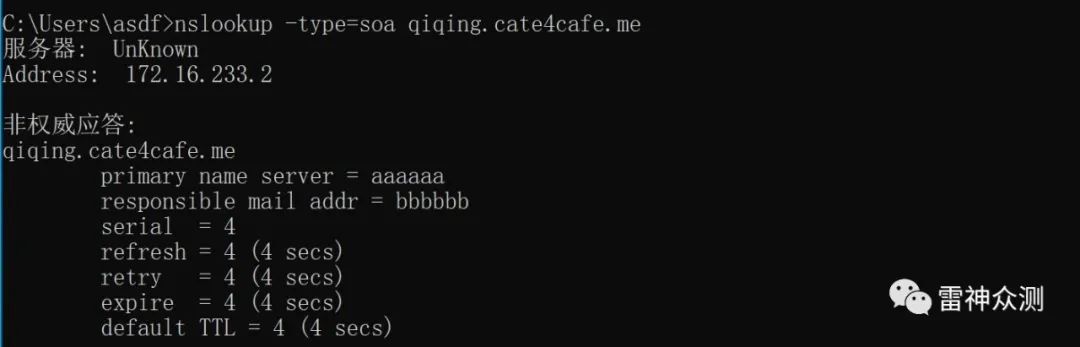 C:\Users\asdf>nslookup -type=soa qiqing.cate4cafe.me
服务器:  UnKnown
Address:  172.16.233.2
非权威应答:
qiqing.cate4cafe.me
primary name server = aaaaaa
responsible mail addr = bbbbbb
serial  = 4
refresh = 4 (4 secs)
retry   = 4 (4 secs)
expire  = 4 (4 secs)
default TTL = 4 (4 secs)
雷神众测